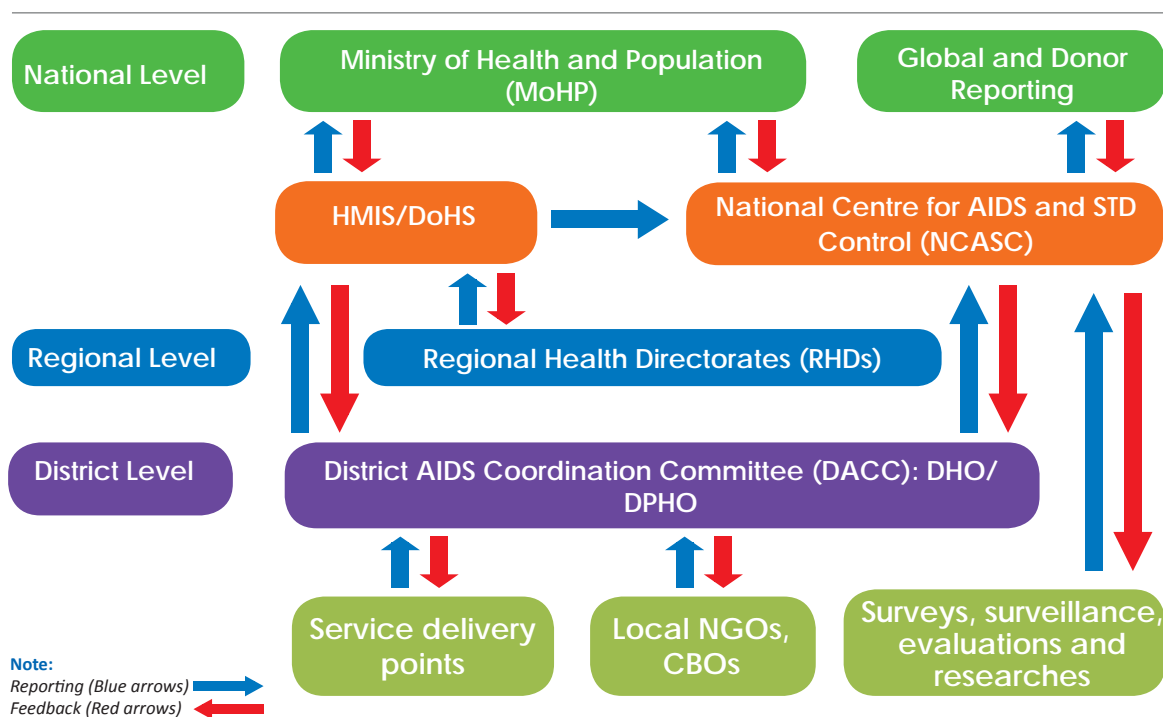 National Level
Ministry of Health and Population
(MoHP)
Global and Donor
Reporting
HMIS/DoHS
National Centre for AIDS and STD
Control (NCASC)
Regional Level
Regional Health Directorates (RHDs)
District Level
District AIDS Coordination Committee (DACC): DHO/
DPHO
Service delivery
points
Local NGOs,
CBOs
Surveys, surveillance,
evaluations and
researches
Note:
Reporting (Blue arrows)
Feedback (Red arrows)